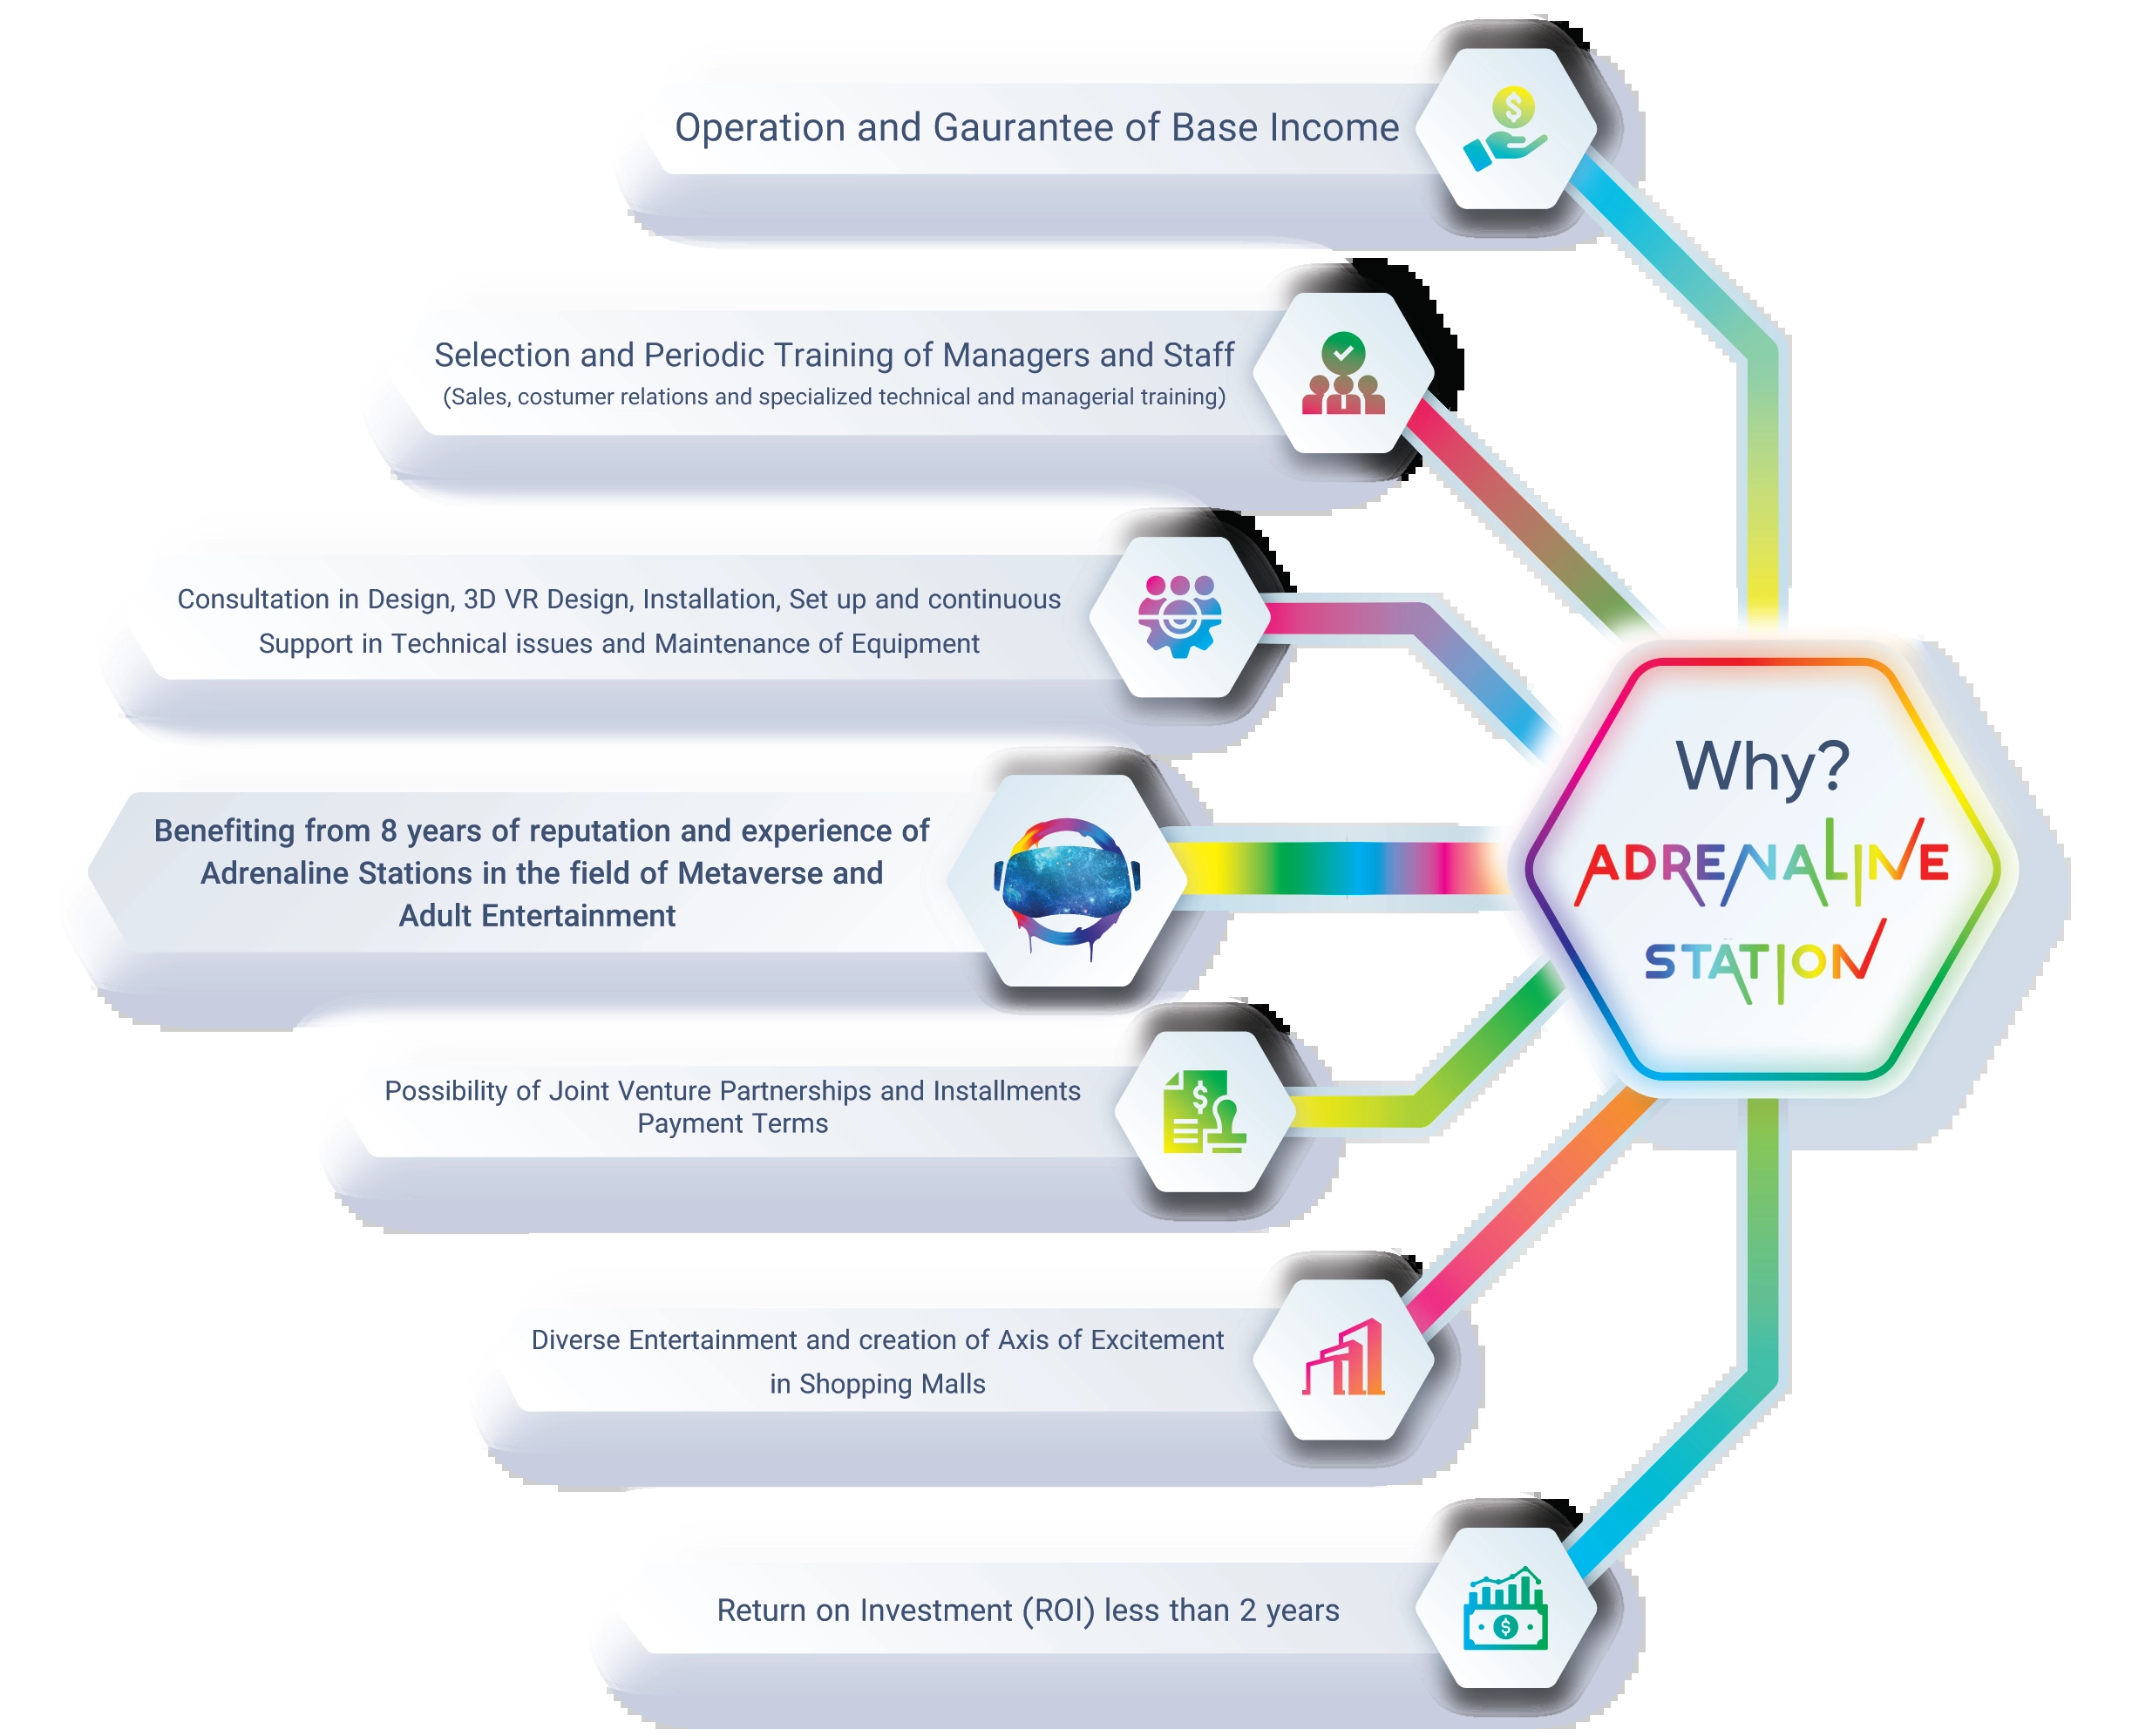 Operation and Gaurantee of Base Income
Selection and Periodic Training of Managers and Staff
(Sales, costumer relations and specialized technical and managerial training)
Consultation in Design, 3D VR Design, Installation, Set up and continuous
Support in Technical issues and Maintenance of Equipment
Benefiting from 8 years of reputation and experience of
Adrenaline Stations in the field of Metaverse and
Adult Entertainment
Possibility of Joint Venture Partnerships and Installments
Payment Terms
Diverse Entertainment and creation of Axis of Excitement
in Shopping Malls
Return on Investment (ROI) less than 2 years
Why?
ADRENALINE
STATION